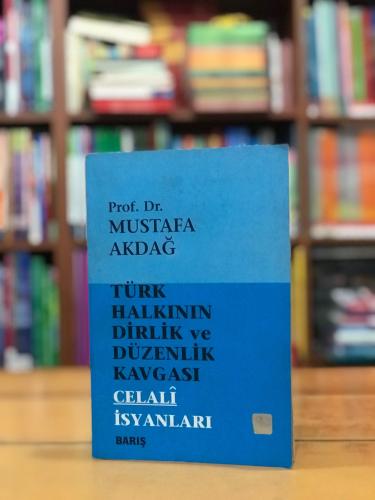 Prof. Dr.
MUSTAFA
AKDAĞ
TÜRK
HALKININ
DİRLİK ve
DÜZENLİK
KAVGASI
CELALÎ
İSYANLARI
BARIŞ